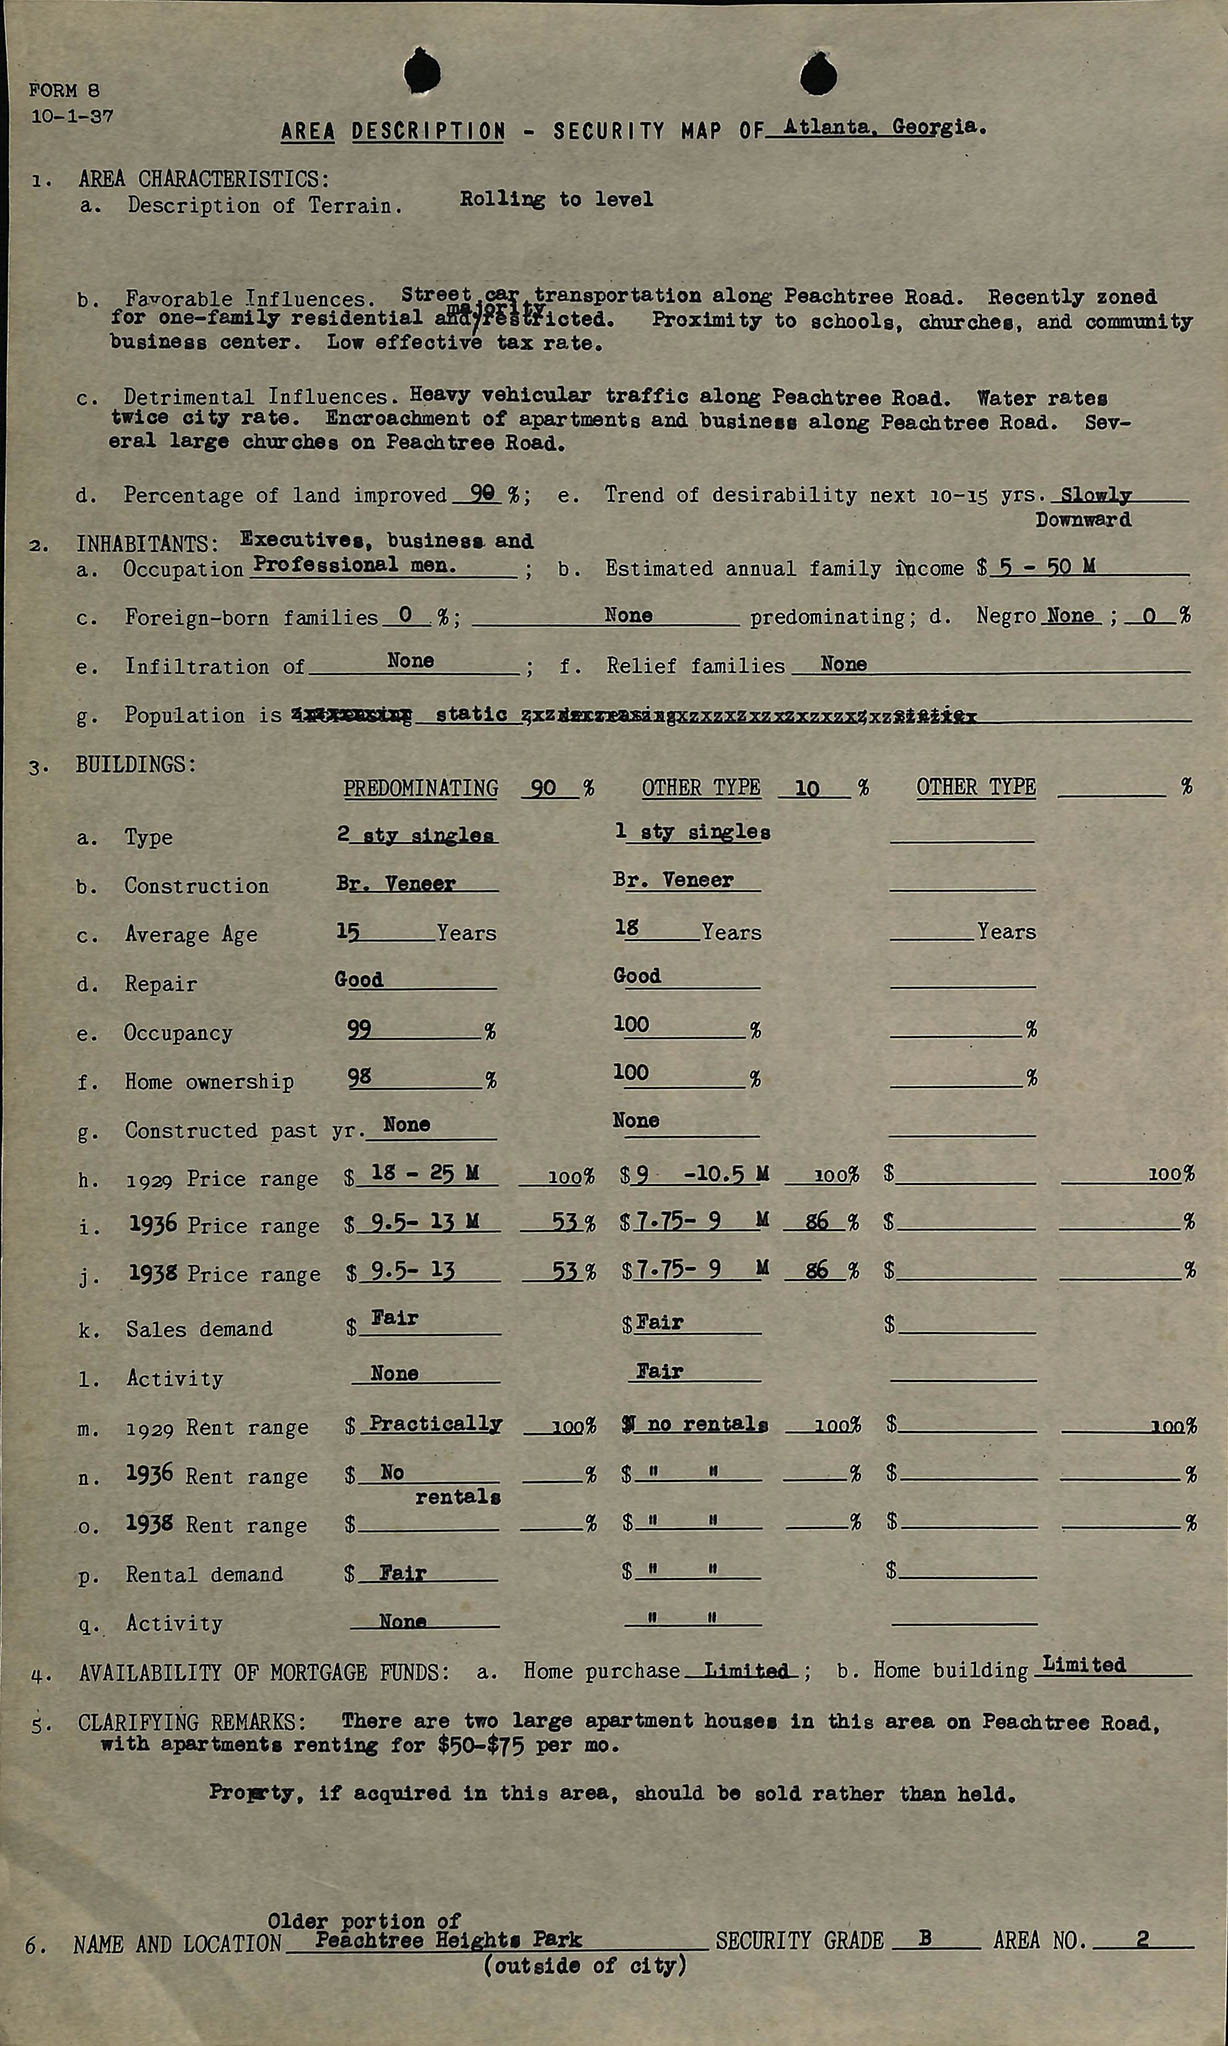 FORM 8
10-1-37
AREA DESCRIPTION - SECURITY MAP OF Atlanta, Georgia.
1. AREA CHARACTERISTICS:
a. Description of Terrain. Rolling to level
b. Favorable Influences. Street car transportation along Peachtree Road. Recently zoned
majority
for one-family residential and/restricted. Proximity to schools, churches, and community
business center. Low effective tax rate.
c. Detrimental Influences. Heavy vehicular traffic along Peachtree Road. Water rates
twice city rate. Encroachment of apartments and business along Peachtree Road. Sev-
eral large churches on Peachtree Road.
d. Percentage of land improved 90 %; e. Trend of desirability next 10-15 yrs. Slowly
Downward
2. INHABITANTS: Executives, business and
a. Occupation Professional men. ; b. Estimated annual family income $ 5 - 50 M
c. Foreign-born families 0 %; None predominating; d. Negro None ; 0 %
e. Infiltration of None ; f. Relief families None
g. Population is static
3. BUILDINGS:
PREDOMINATING 90 % OTHER TYPE 10 % OTHER TYPE %
a. Type 2 sty singles 1 sty singles
b. Construction Br. Veneer Br. Veneer
c. Average Age 15 Years 18 Years Years
d. Repair Good Good
e. Occupancy 99 % 100 % %
f. Home ownership 98 % 100 % %
g. Constructed past yr. None None
h. 1929 Price range $ 18 - 25 M 100% $ 9 -10.5 M 100% $ 100%
i. 1936 Price range $ 9.5- 13 M 53 % $ 7.75- 9 M 86 % $ %
j. 1938 Price range $ 9.5- 13 53 % $ 7.75- 9 M 86 % $ %
k. Sales demand $ Fair $ Fair $
l. Activity None Fair
m. 1929 Rent range $ Practically 100% $ no rentals 100% $ 100%
n. 1936 Rent range $ No % $ " " % $ %
rentals
o. 1938 Rent range $ % $ " " % $ %
p. Rental demand $ Fair $ " " $
q. Activity None " "
4. AVAILABILITY OF MORTGAGE FUNDS: a. Home purchase Limited ; b. Home building Limited
5. CLARIFYING REMARKS: There are two large apartment houses in this area on Peachtree Road,
with apartments renting for $50-$75 per mo.
Proprty, if acquired in this area, should be sold rather than held.
Older portion of
6. NAME AND LOCATION Peachtree Heights Park SECURITY GRADE B AREA NO. 2
(outside of city)